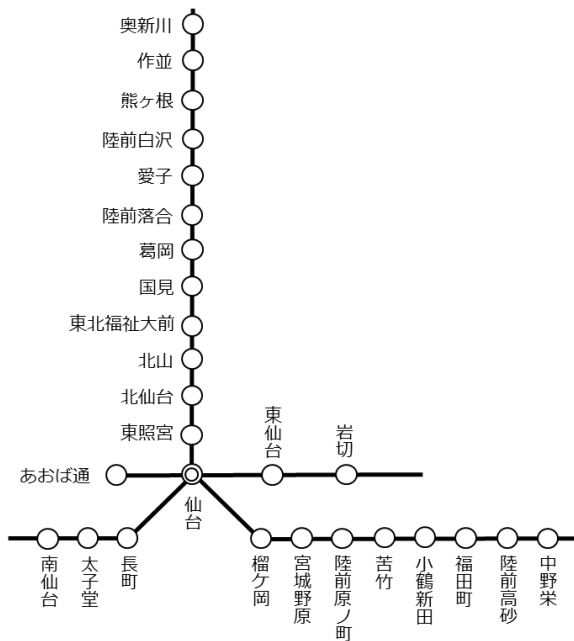 奥新川
作並
熊ヶ根
陸前白沢
愛子
陸前落合
葛岡
国見
東北福祉大前
北山
北仙台
東照宮
東仙台
岩切
あおば通
仙台
南仙台
太子堂
長町
榴ケ岡
宮城野原
陸前原ノ町
苦竹
小鶴新田
福田町
陸前高砂
中野栄